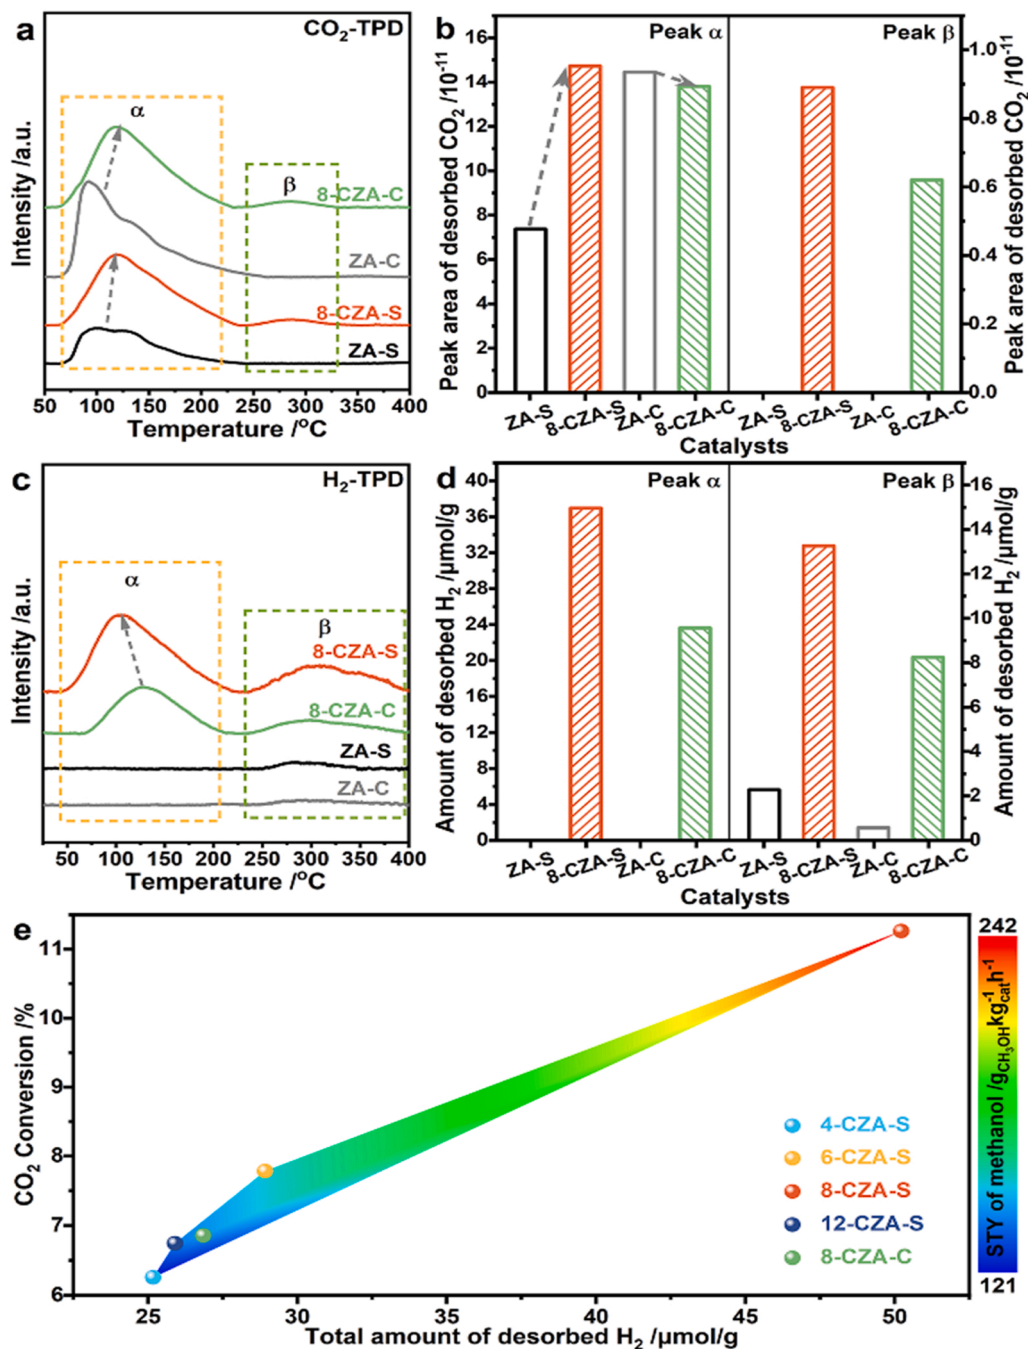 a
CO₂-TPD
α
β
8-CZA-C
ZA-C
8-CZA-S
ZA-S
Intensity /a.u.
50 100 150 200 250 300 350 400
Temperature /°C
b
Peak α
Peak β
Peak area of desorbed CO₂ /10⁻¹¹
16
14
12
10
8
6
4
2
0
1.0
0.8
0.6
0.4
0.2
0.0
Peak area of desorbed CO₂ /10⁻¹¹
ZA-S 8-CZA-S ZA-C 8-CZA-C ZA-S 8-CZA-S ZA-C 8-CZA-C
Catalysts
c
H₂-TPD
α
β
8-CZA-S
8-CZA-C
ZA-S
ZA-C
Intensity /a.u.
50 100 150 200 250 300 350 400
Temperature /°C
d
Peak α
Peak β
Amount of desorbed H₂ /μmol/g
40
36
32
28
24
20
16
12
8
4
0
16
14
12
10
8
6
4
2
0
Amount of desorbed H₂ /μmol/g
ZA-S 8-CZA-S ZA-C 8-CZA-C ZA-S 8-CZA-S ZA-C 8-CZA-C
Catalysts
e
CO₂ Conversion /%
11
10
9
8
7
6
4-CZA-S
6-CZA-S
8-CZA-S
12-CZA-S
8-CZA-C
25 30 35 40 45 50
Total amount of desorbed H₂ /μmol/g
242
STY of methanol /g_CH₃OH kg_cat⁻¹ h⁻¹
121